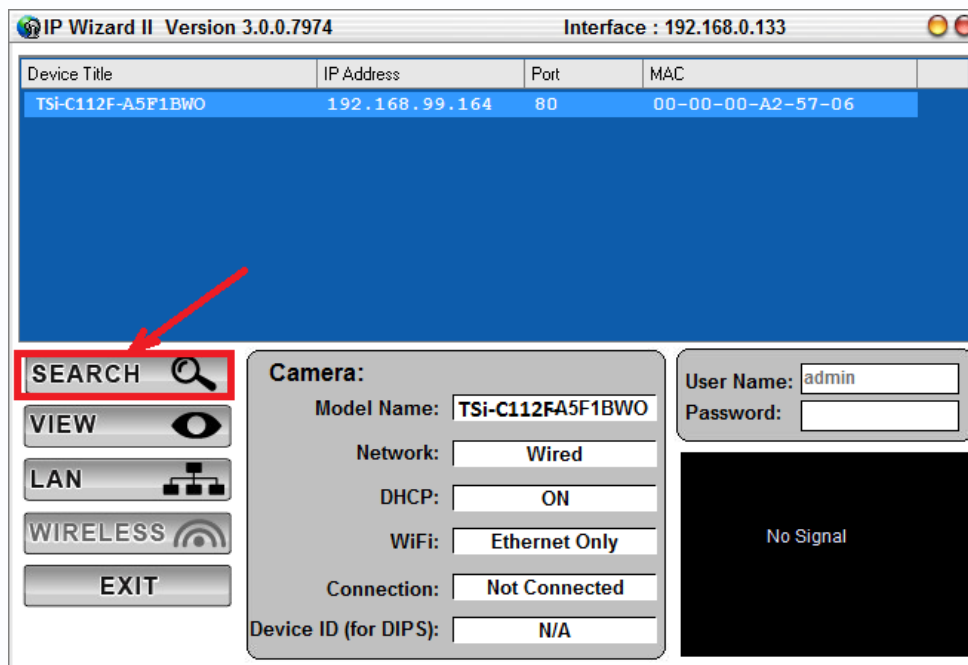 IP Wizard II Version 3.0.0.7974 Interface : 192.168.0.133
Device Title IP Address Port MAC
TSi-C112F-A5F1BWO 192.168.99.164 80 00-00-00-A2-57-06
SEARCH
VIEW
LAN
WIRELESS
EXIT
Camera:
Model Name: TSi-C112FA5F1BWO
Network: Wired
DHCP: ON
WiFi: Ethernet Only
Connection: Not Connected
Device ID (for DIPS): N/A
User Name: admin
Password:
No Signal